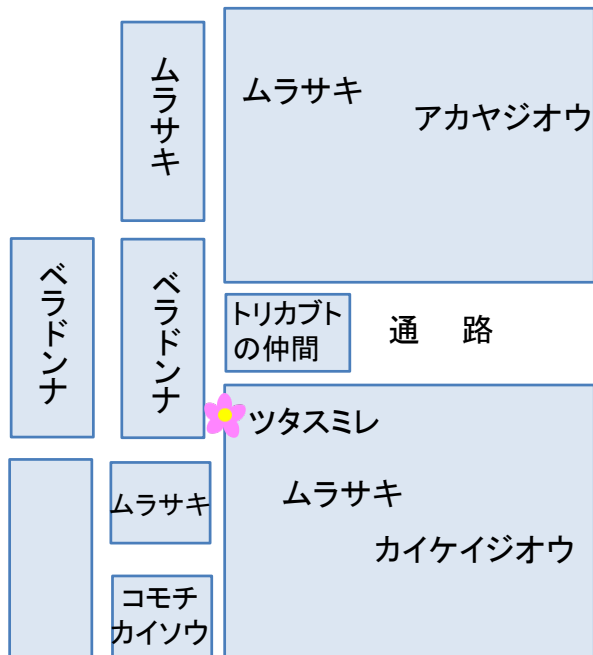 ムラサキ
ムラサキ
アカヤジオウ
ベラドンナ
ベラドンナ
トリカブト
の仲間
通 路
ツタスミレ
ムラサキ
ムラサキ
カイケイジオウ
コモチ
カイソウ